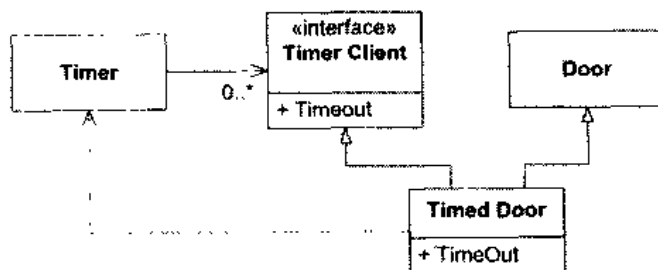 «interface»
Timer Client
Timer
Door
0..*
+ Timeout
Timed Door
+ TimeOut